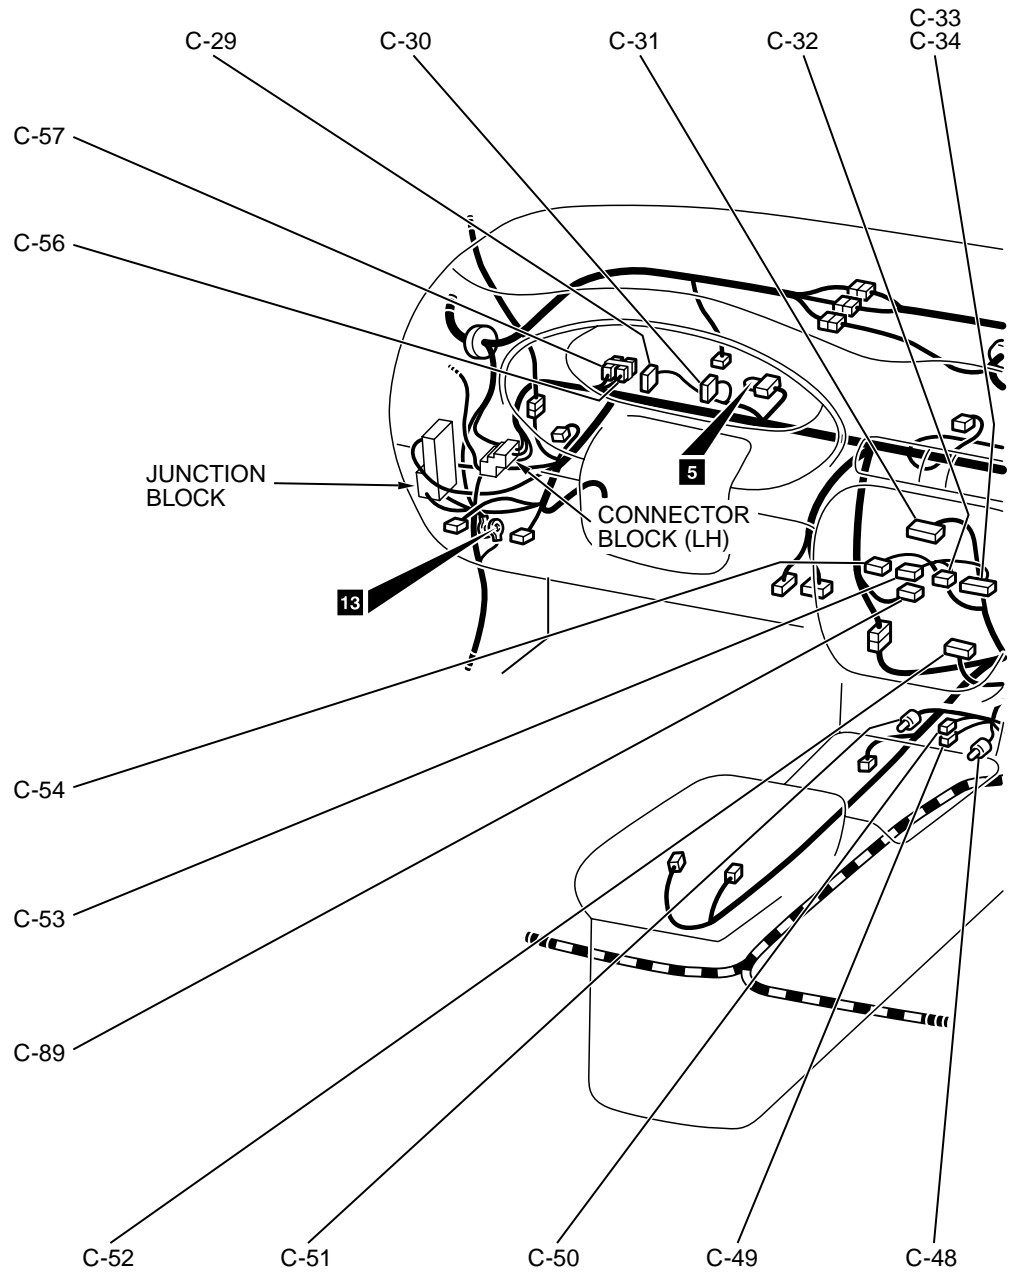 C-33
C-29 C-30 C-31 C-32 C-34
C-57
C-56
JUNCTION
BLOCK
5
CONNECTOR
BLOCK (LH)
13
C-54
C-53
C-89
C-52 C-51 C-50 C-49 C-48